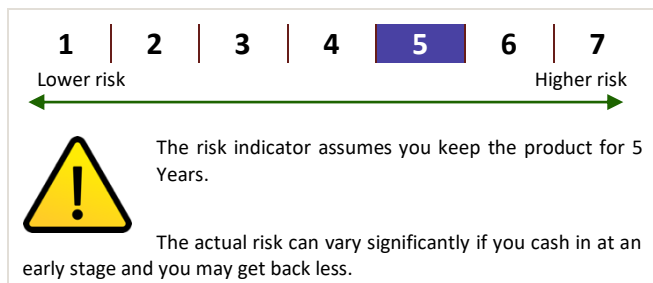 1 2 3 4 5 6 7
Lower risk Higher risk
The risk indicator assumes you keep the product for 5
Years.
The actual risk can vary significantly if you cash in at an
early stage and you may get back less.